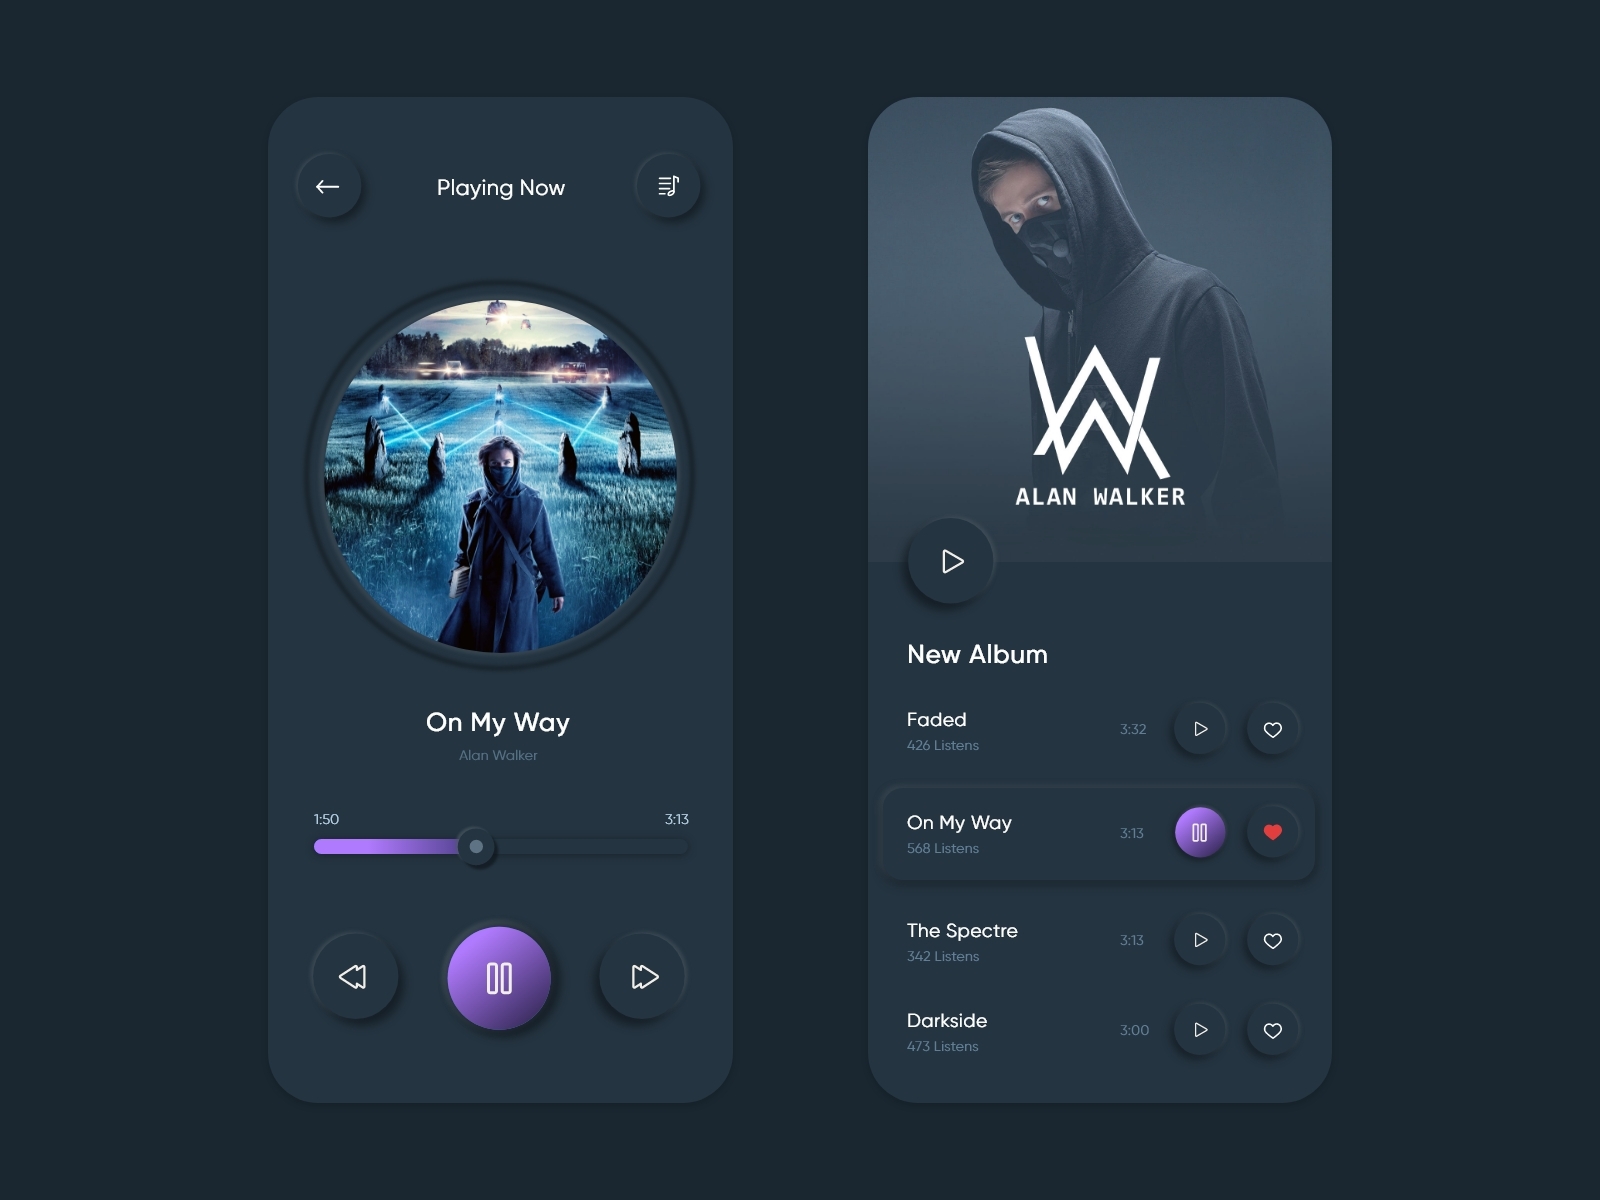 Playing Now
On My Way
Alan Walker
1:50
3:13
ALAN WALKER
New Album
Faded
3:32
426 Listens
On My Way
3:13
568 Listens
The Spectre
3:13
342 Listens
Darkside
3:00
473 Listens